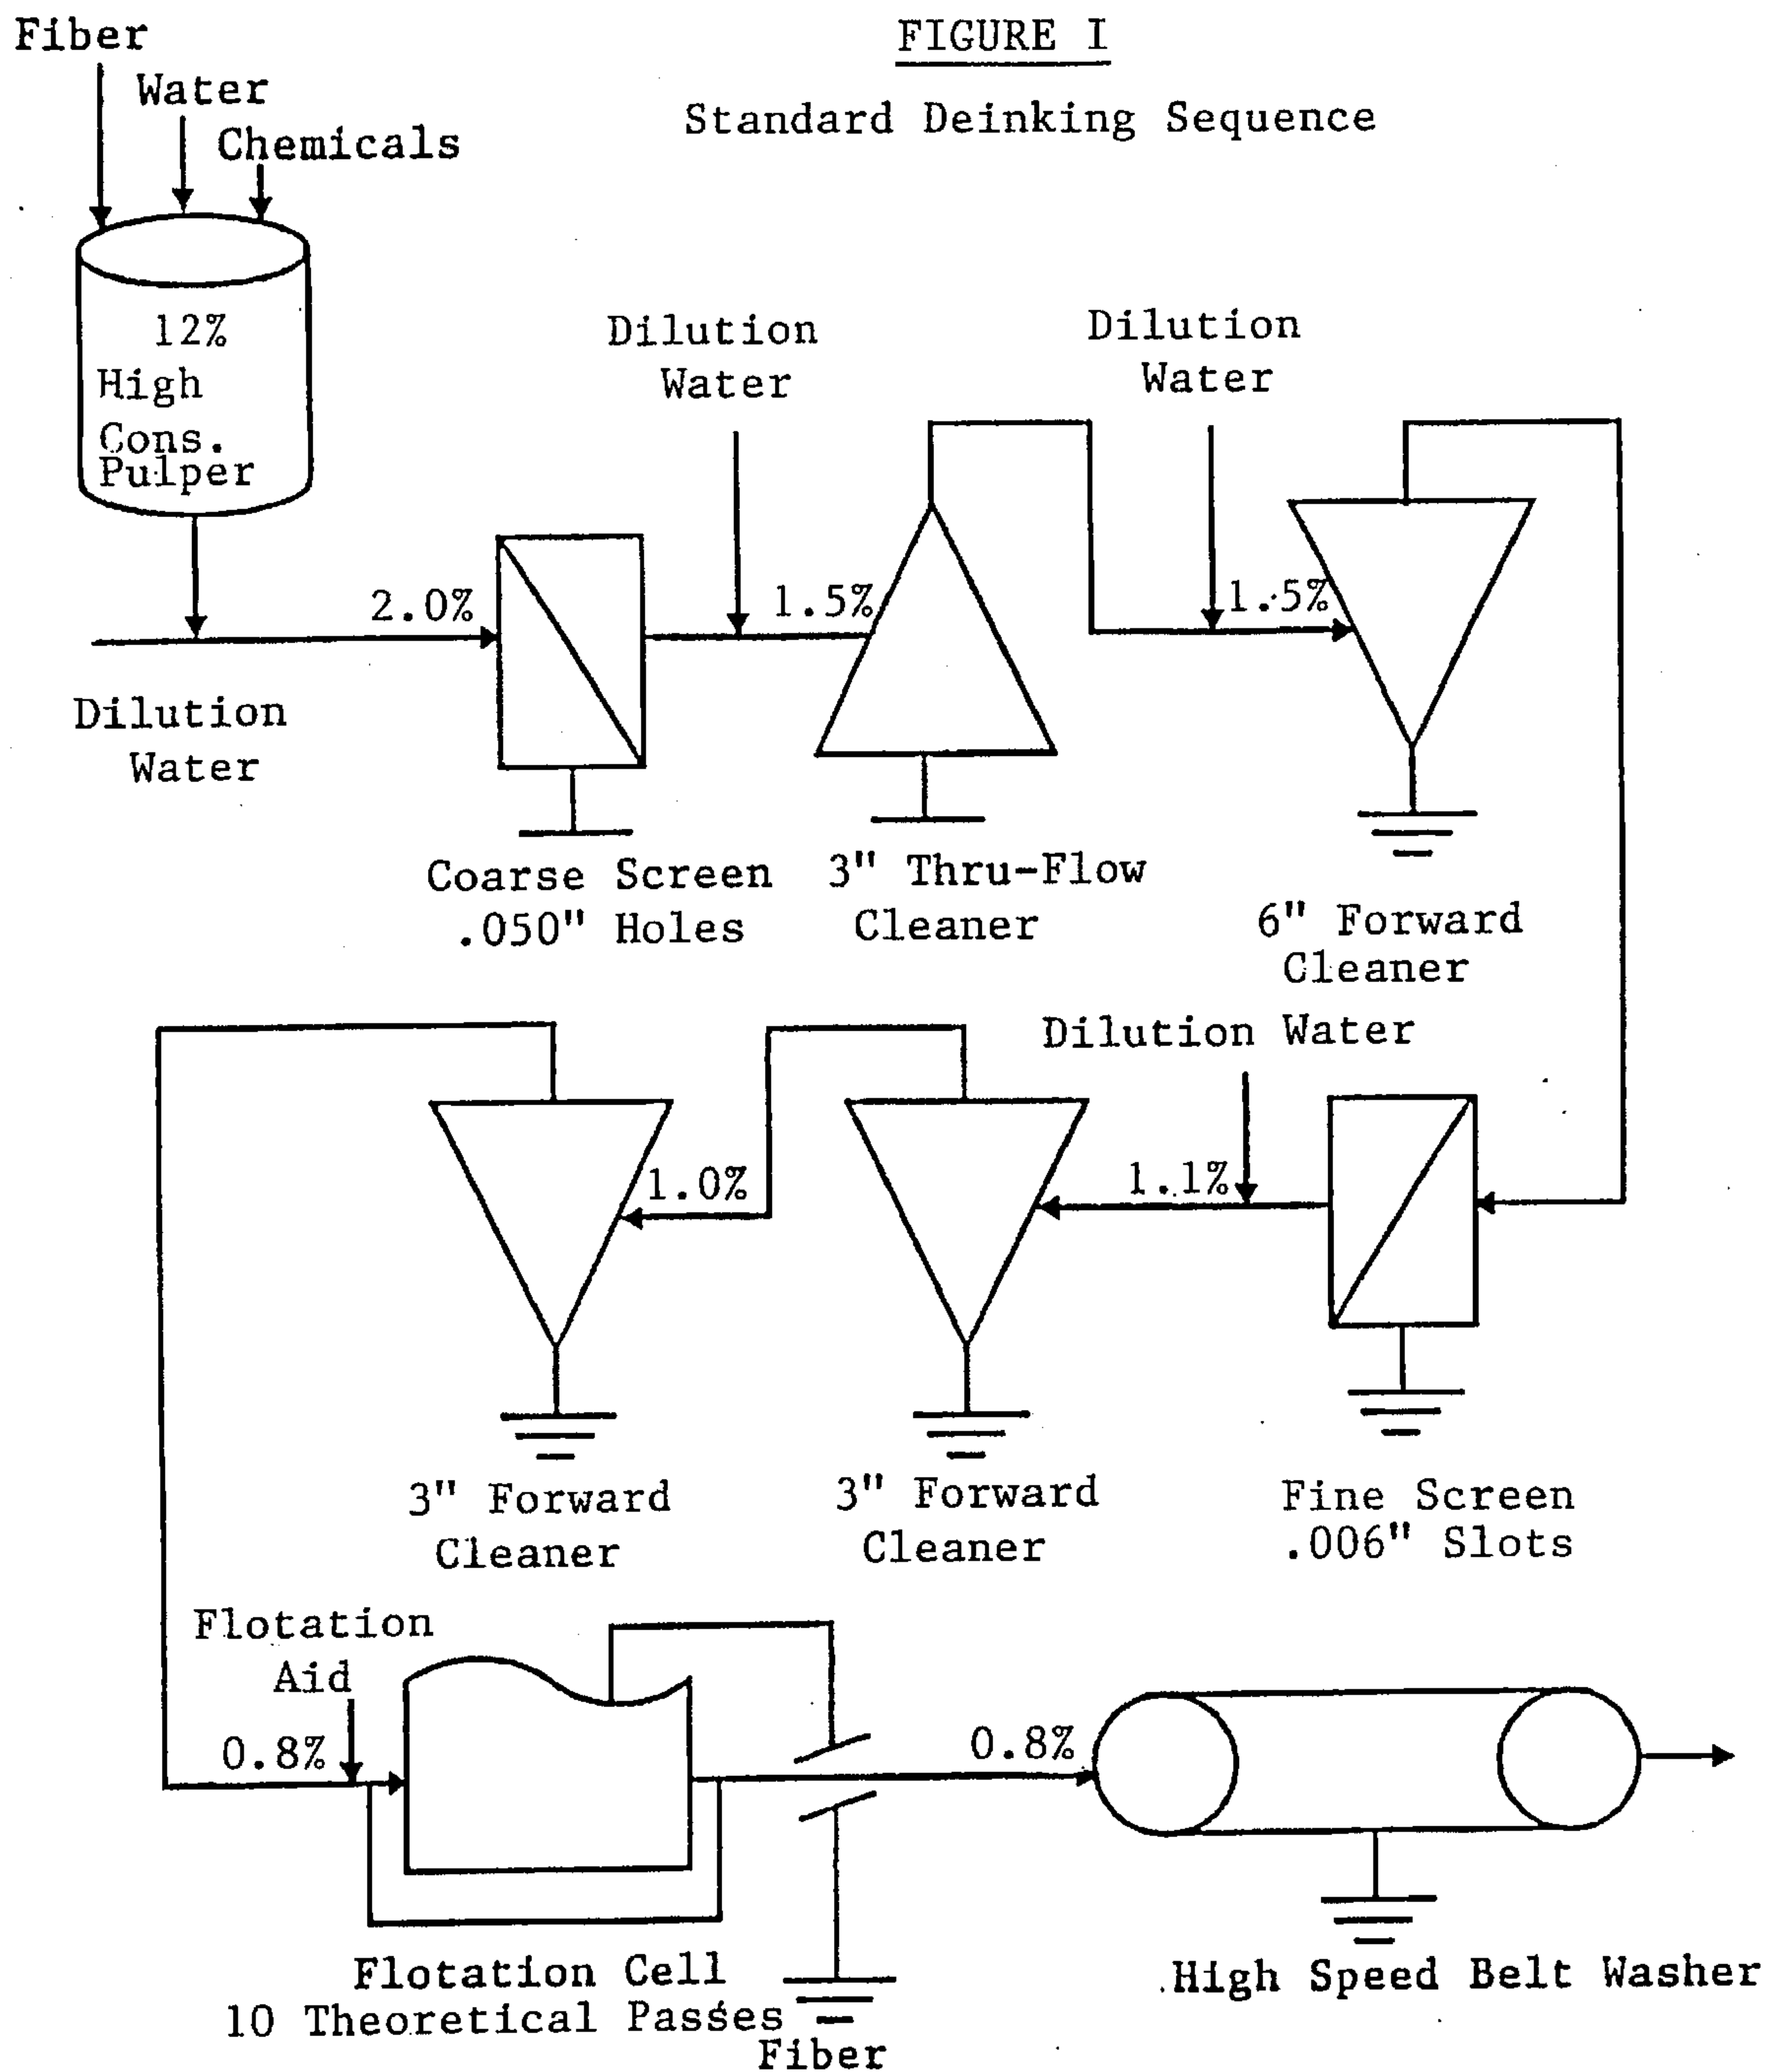 FIGURE I
Standard Deinking Sequence
Fiber
Water
Chemicals
12%
High
Cons.
Pulper
Dilution
Water
2.0%
Coarse Screen
.050" Holes
Dilution
Water
1.5%
3" Thru-Flow
Cleaner
Dilution
Water
1.5%
6" Forward
Cleaner
Fine Screen
.006" Slots
Dilution Water
1.1%
3" Forward
Cleaner
1.0%
3" Forward
Cleaner
Flotation
Aid
0.8%
Flotation Cell
10 Theoretical Passes
Fiber
0.8%
High Speed Belt Washer